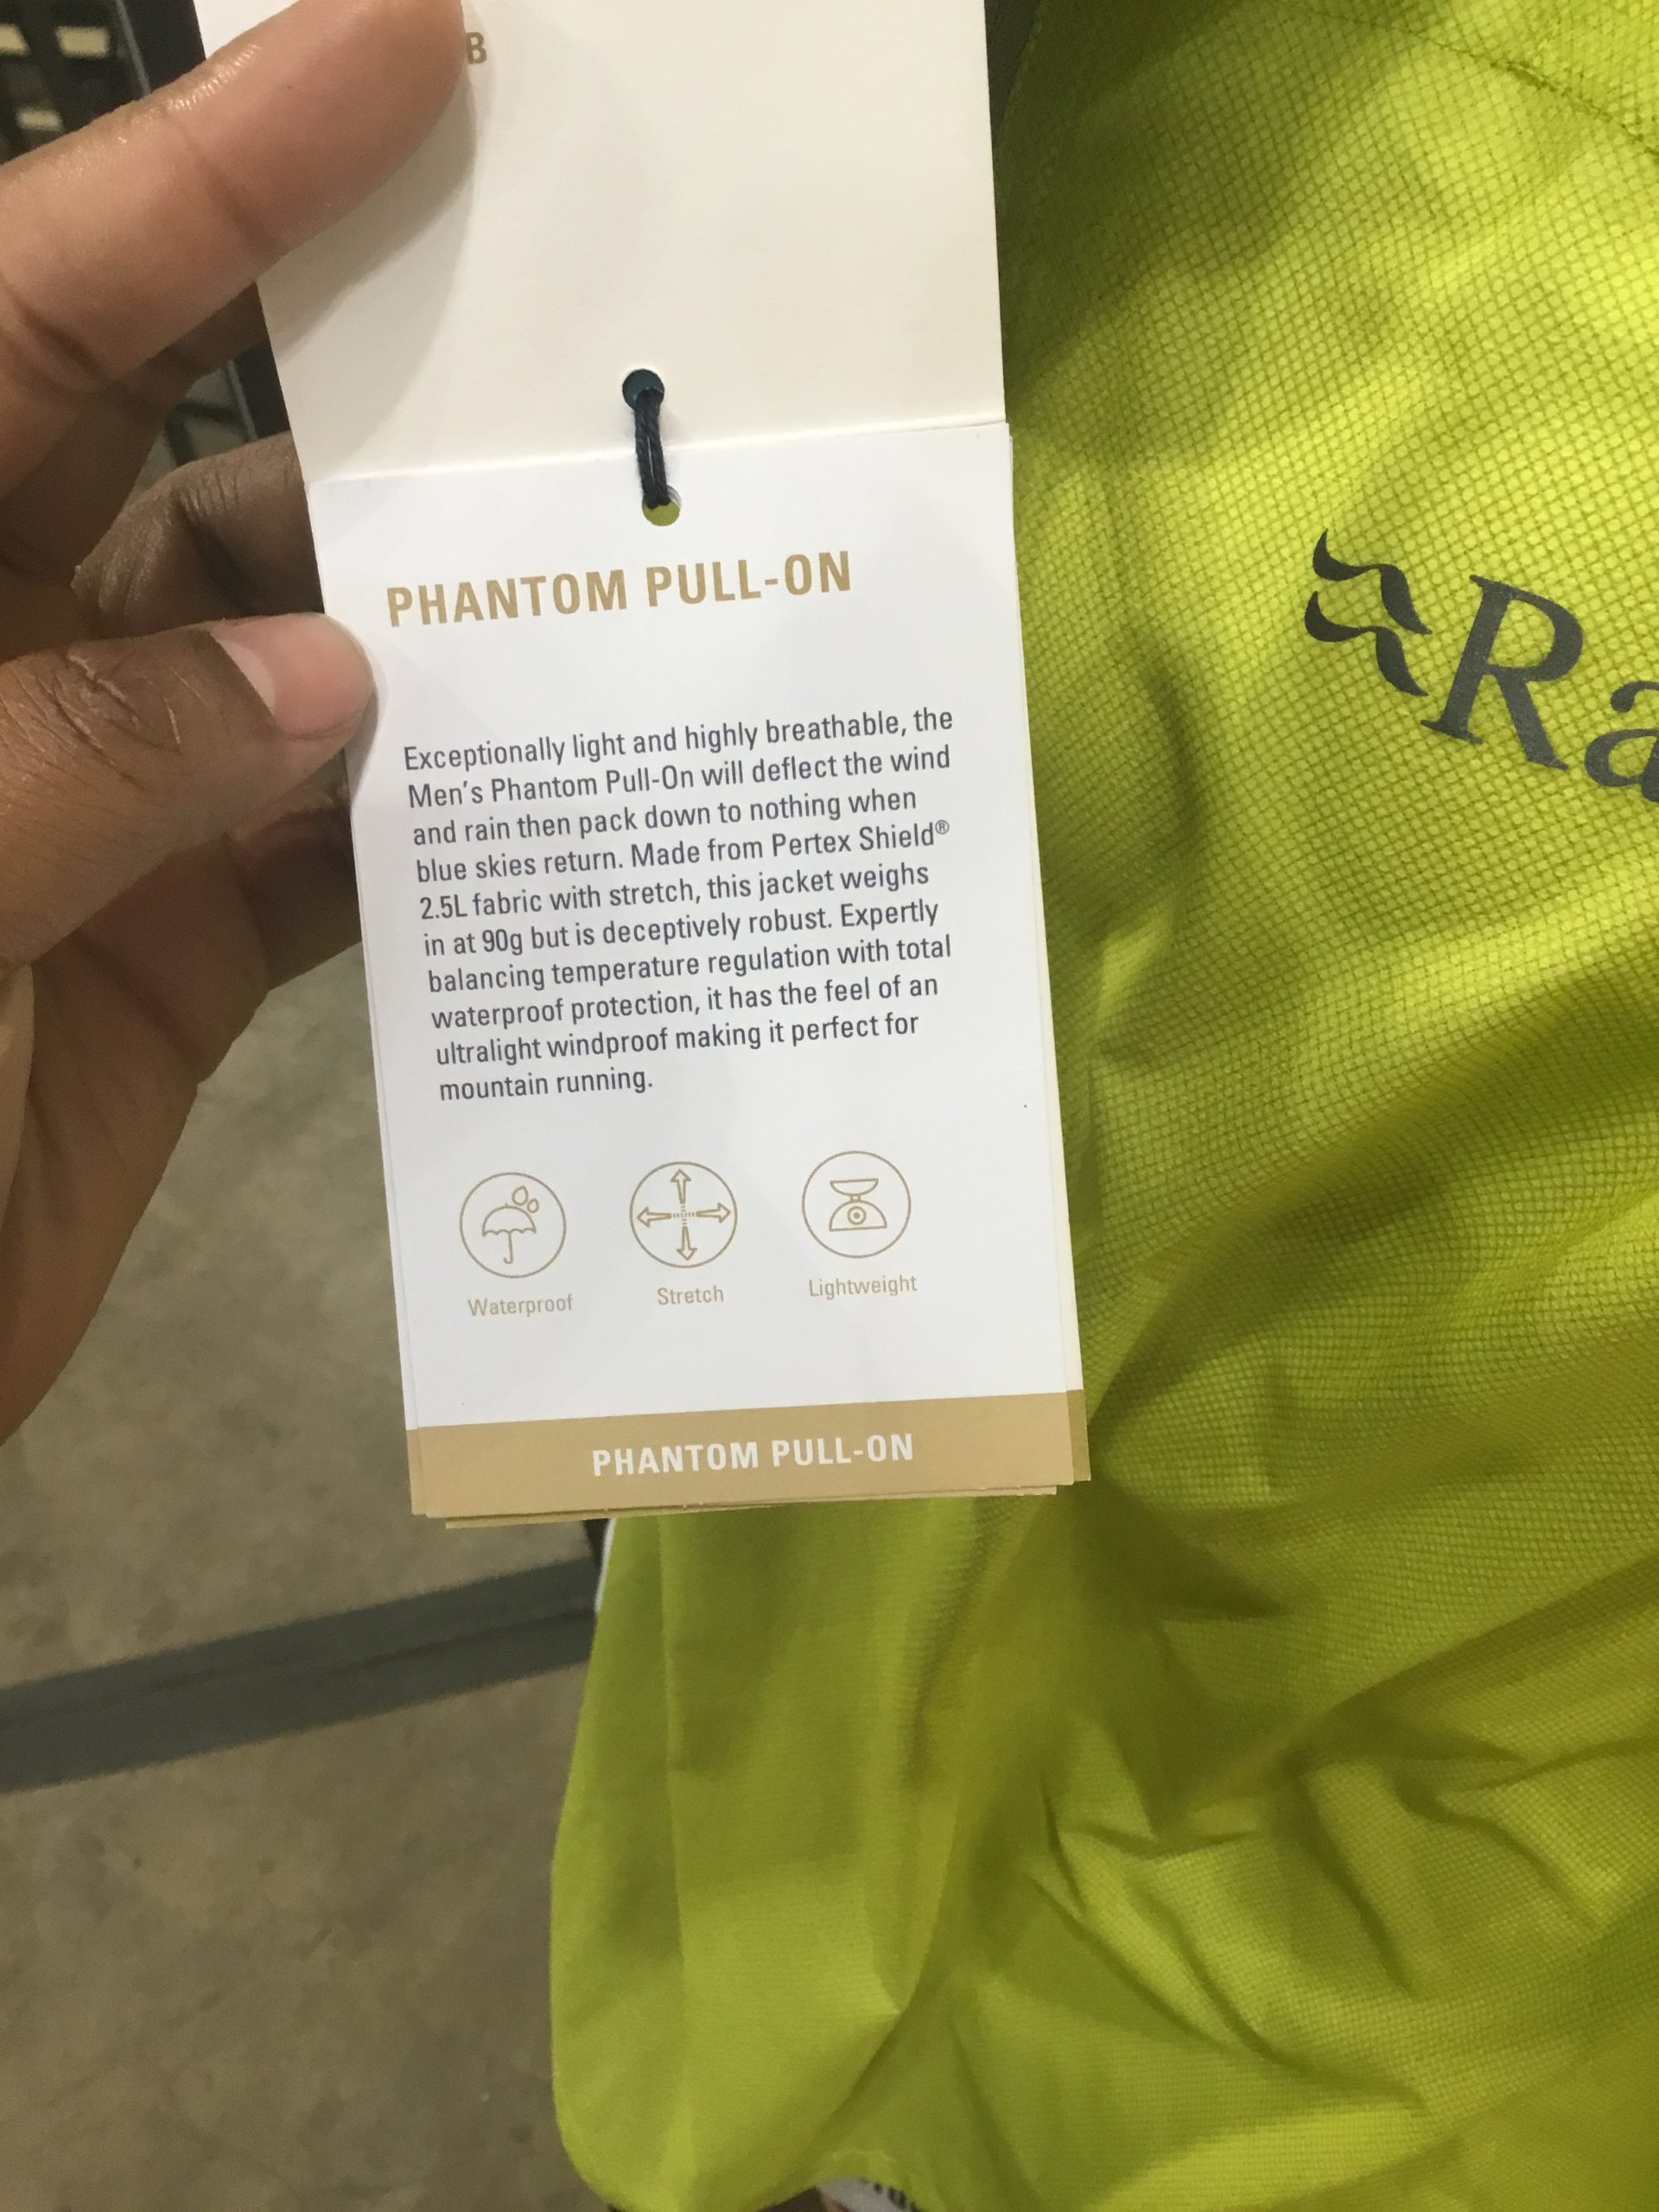 B
PHANTOM PULL-ON
Exceptionally light and highly breathable, the
Men's Phantom Pull-On will deflect the wind
and rain then pack down to nothing when
blue skies return. Made from Pertex Shield®
2.5L fabric with stretch, this jacket weighs
in at 90g but is deceptively robust. Expertly
balancing temperature regulation with total
waterproof protection, it has the feel of an
ultralight windproof making it perfect for
mountain running.
Waterproof Stretch Lightweight
PHANTOM PULL-ON
Ra